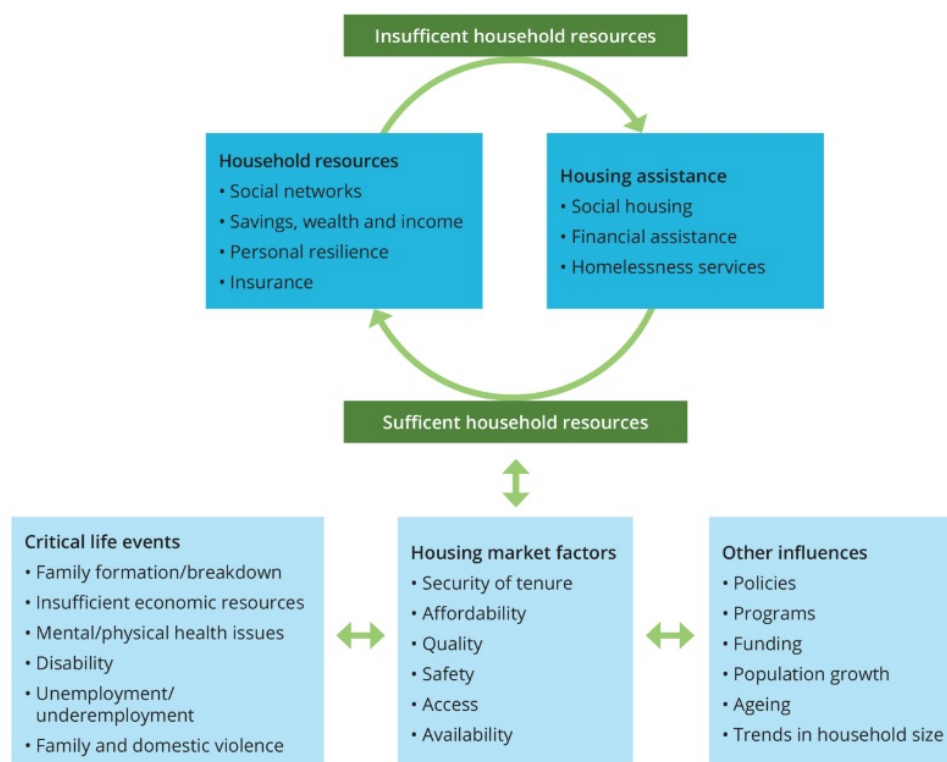 Insufficent household resources
Household resources
• Social networks
• Savings, wealth and income
• Personal resilience
• Insurance
Housing assistance
• Social housing
• Financial assistance
• Homelessness services
Sufficent household resources
Critical life events
• Family formation/breakdown
• Insufficient economic resources
• Mental/physical health issues
• Disability
• Unemployment/
underemployment
• Family and domestic violence
Housing market factors
• Security of tenure
• Affordability
• Quality
• Safety
• Access
• Availability
Other influences
• Policies
• Programs
• Funding
• Population growth
• Ageing
• Trends in household size